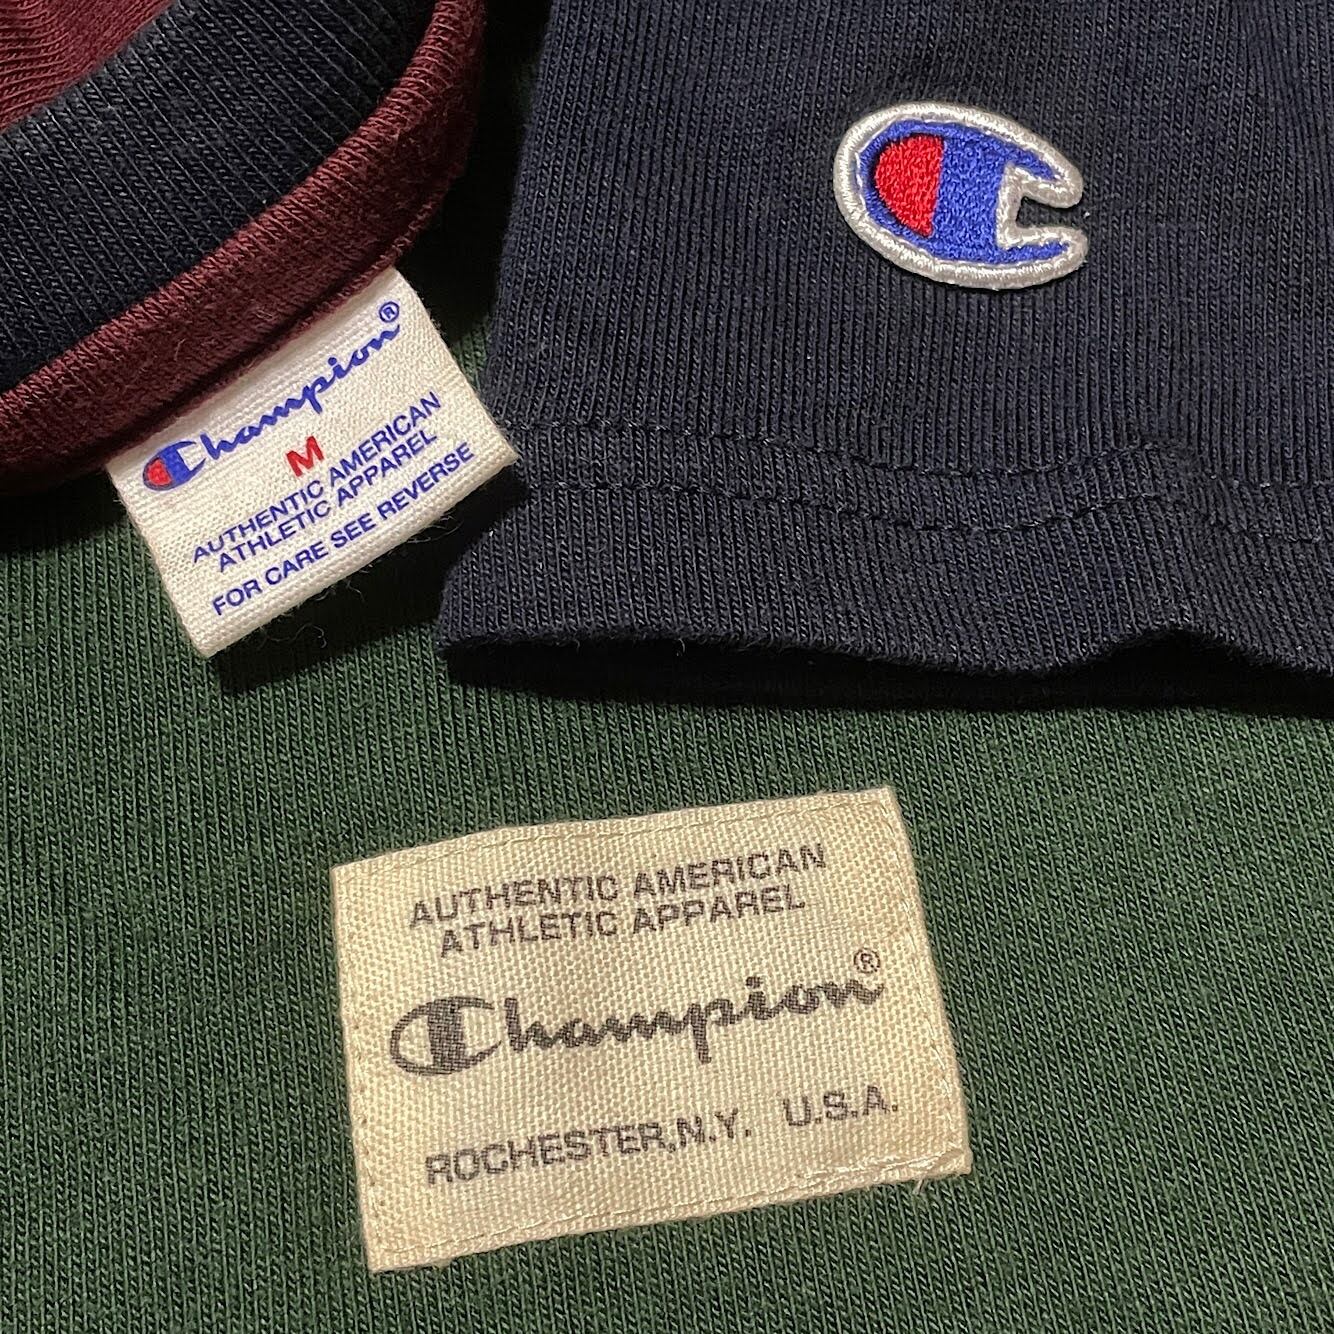 Champion®
M
AUTHENTIC AMERICAN
ATHLETIC APPAREL
FOR CARE SEE REVERSE
AUTHENTIC AMERICAN
ATHLETIC APPAREL
Champion®
ROCHESTER,N.Y. U.S.A.